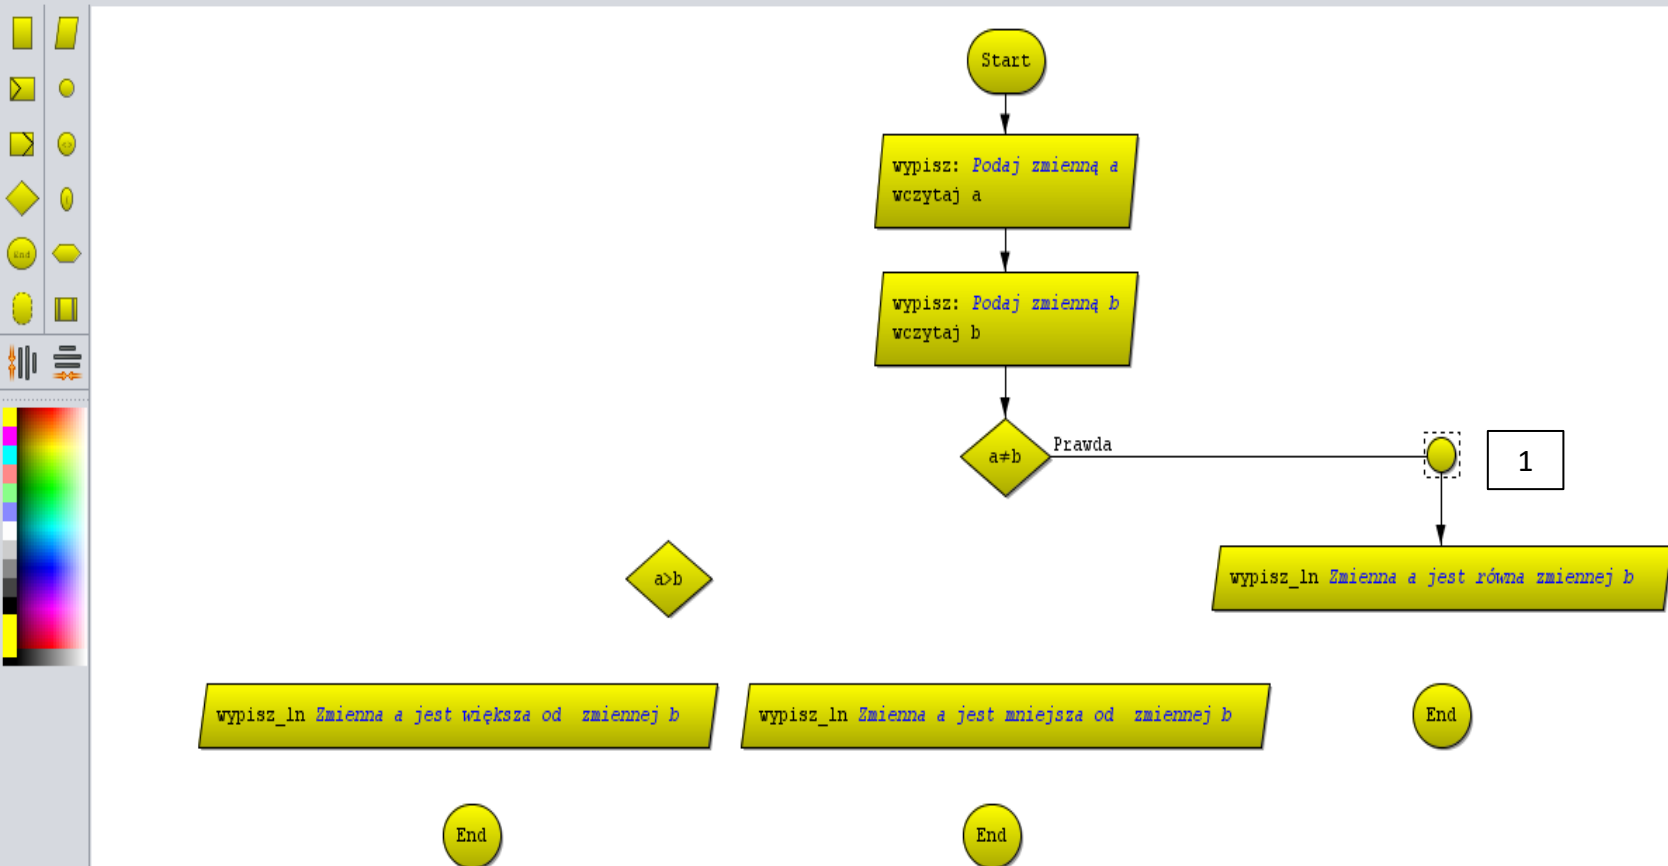 Start
wypisz: Podaj zmienną a
wczytaj a
wypisz: Podaj zmienną b
wczytaj b
a≠b
Prawda
1
a>b
wypisz_ln Zmienna a jest równa zmiennej b
wypisz_ln Zmienna a jest większa od  zmiennej b
wypisz_ln Zmienna a jest mniejsza od  zmiennej b
End
End
End
End